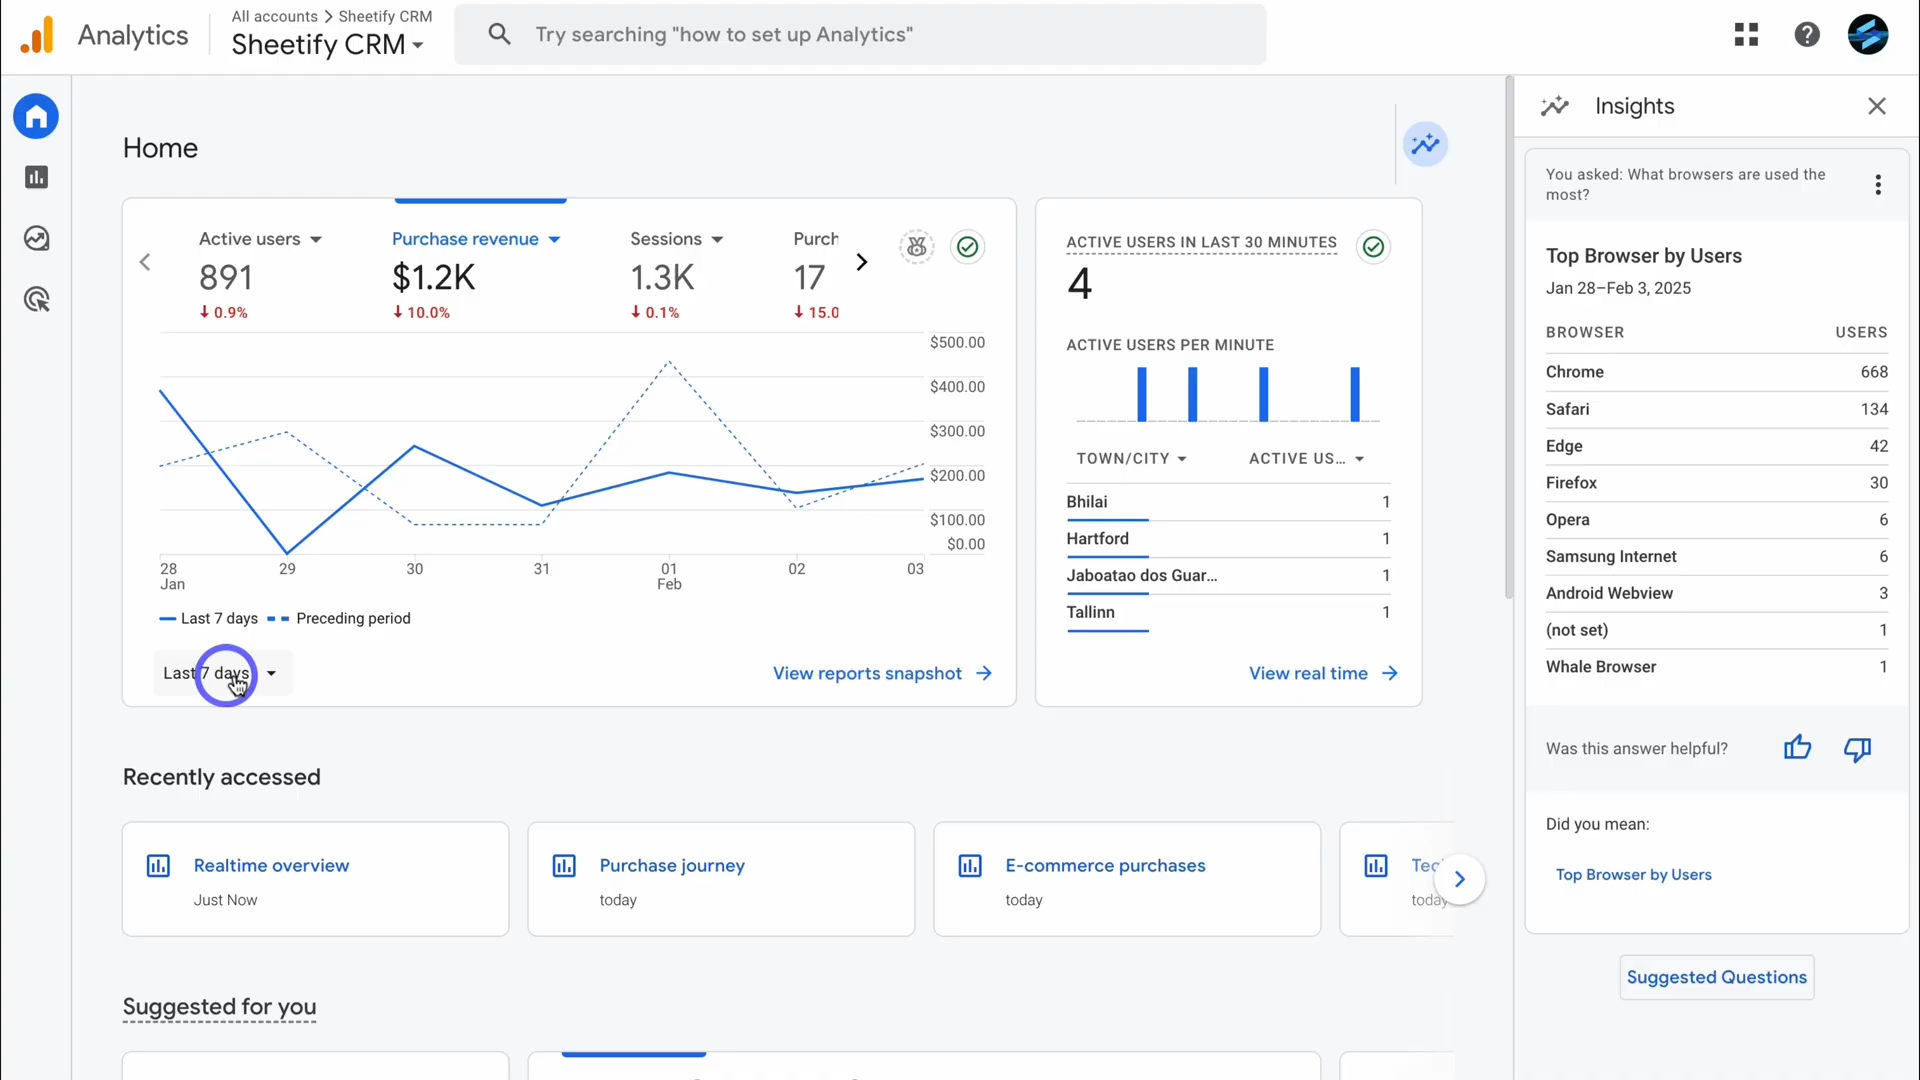 Analytics
All accounts > Sheetify CRM
Sheetify CRM
Try searching "how to set up Analytics"
Home
Active users
891
0.9%
Purchase revenue
$1.2K
10.0%
Sessions
1.3K
0.1%
Purch
17
15.0
$500.00
$400.00
$300.00
$200.00
$100.00
$0.00
28 29 30 31 01 02 03
Jan Feb
Last 7 days Preceding period
Last 7 days
View reports snapshot
ACTIVE USERS IN LAST 30 MINUTES
4
ACTIVE USERS PER MINUTE
TOWN/CITY ACTIVE US...
Bhilai 1
Hartford 1
Jaboatao dos Guar... 1
Tallinn 1
View real time
Recently accessed
Realtime overview
Just Now
Purchase journey
today
E-commerce purchases
today
Tec
today
Suggested for you
Insights
You asked: What browsers are used the
most?
Top Browser by Users
Jan 28–Feb 3, 2025
BROWSER USERS
Chrome 668
Safari 134
Edge 42
Firefox 30
Opera 6
Samsung Internet 6
Android Webview 3
(not set) 1
Whale Browser 1
Was this answer helpful?
Did you mean:
Top Browser by Users
Suggested Questions